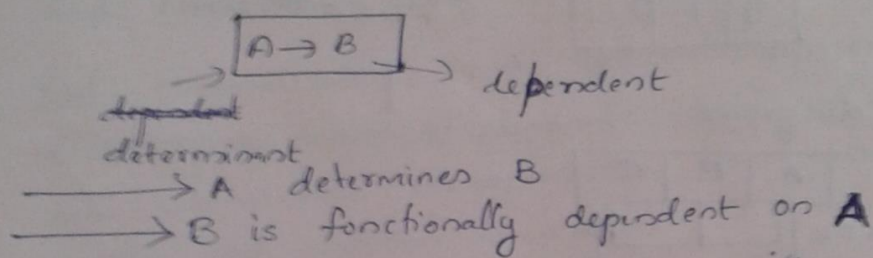 A → B
dependent
determinant
→ A determines B
→ B is fonctionally dependent on A